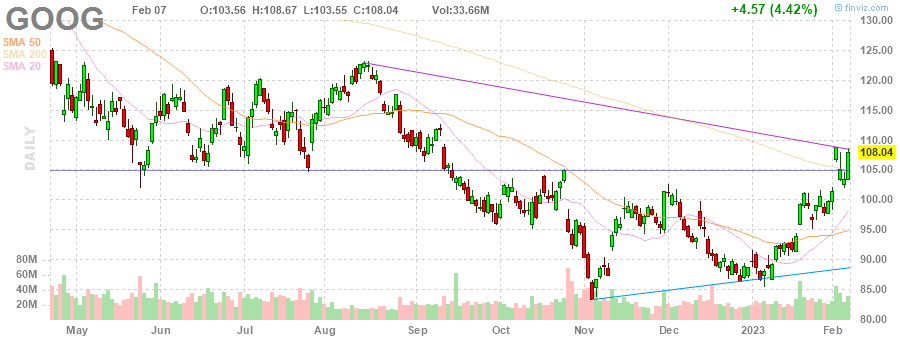 GOOG
Feb 07 O:103.56 H:108.67 L:103.55 C:108.04 Vol:33.66M +4.57 (4.42%)
© finviz.com
SMA 50
SMA 200
SMA 20
DAILY
130.00
125.00
120.00
115.00
110.00
108.04
105.00
100.00
95.00
90.00
85.00
80.00
80M
60M
40M
20M
May Jun Jul Aug Sep Oct Nov Dec 2023 Feb